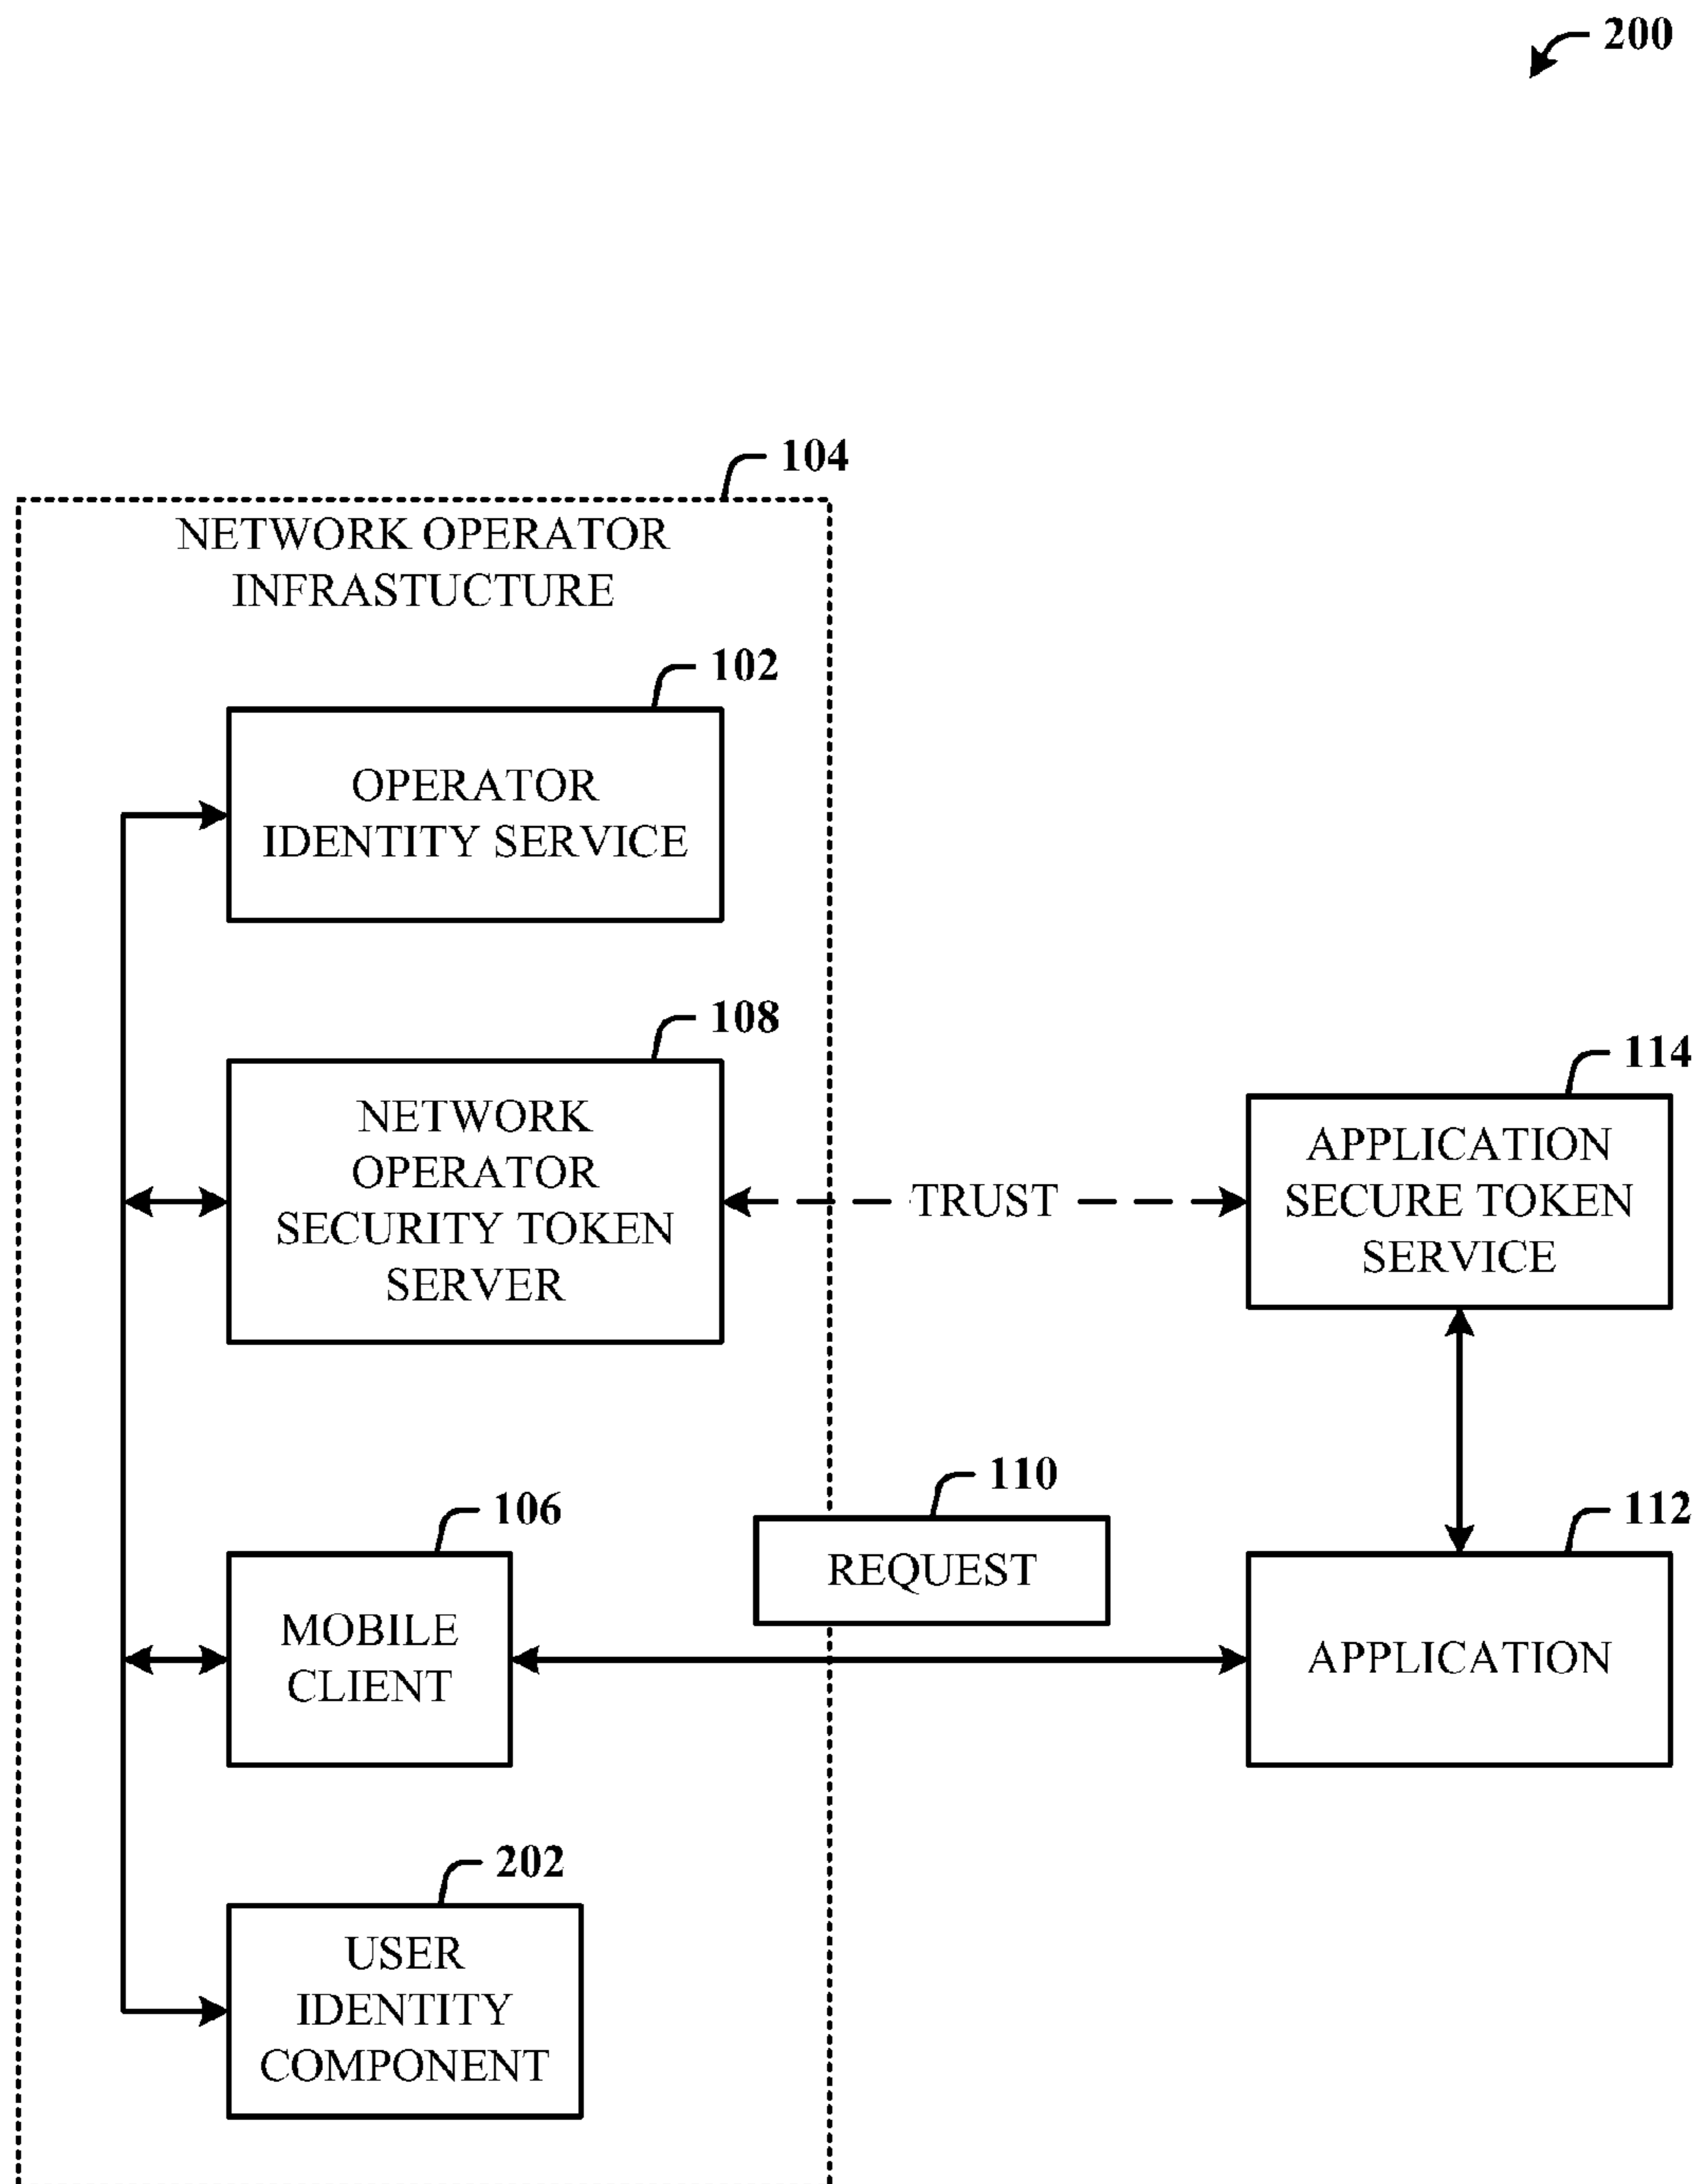 200
104
NETWORK OPERATOR
INFRASTUCTURE
102
OPERATOR
IDENTITY SERVICE
108
NETWORK
OPERATOR
SECURITY TOKEN
SERVER
TRUST
114
APPLICATION
SECURE TOKEN
SERVICE
110
REQUEST
106
MOBILE
CLIENT
112
APPLICATION
202
USER
IDENTITY
COMPONENT